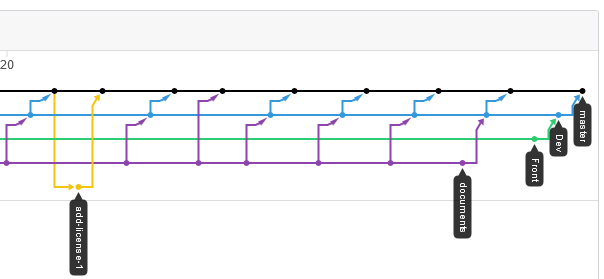 20
master
Dev
Front
documents
add-license-1